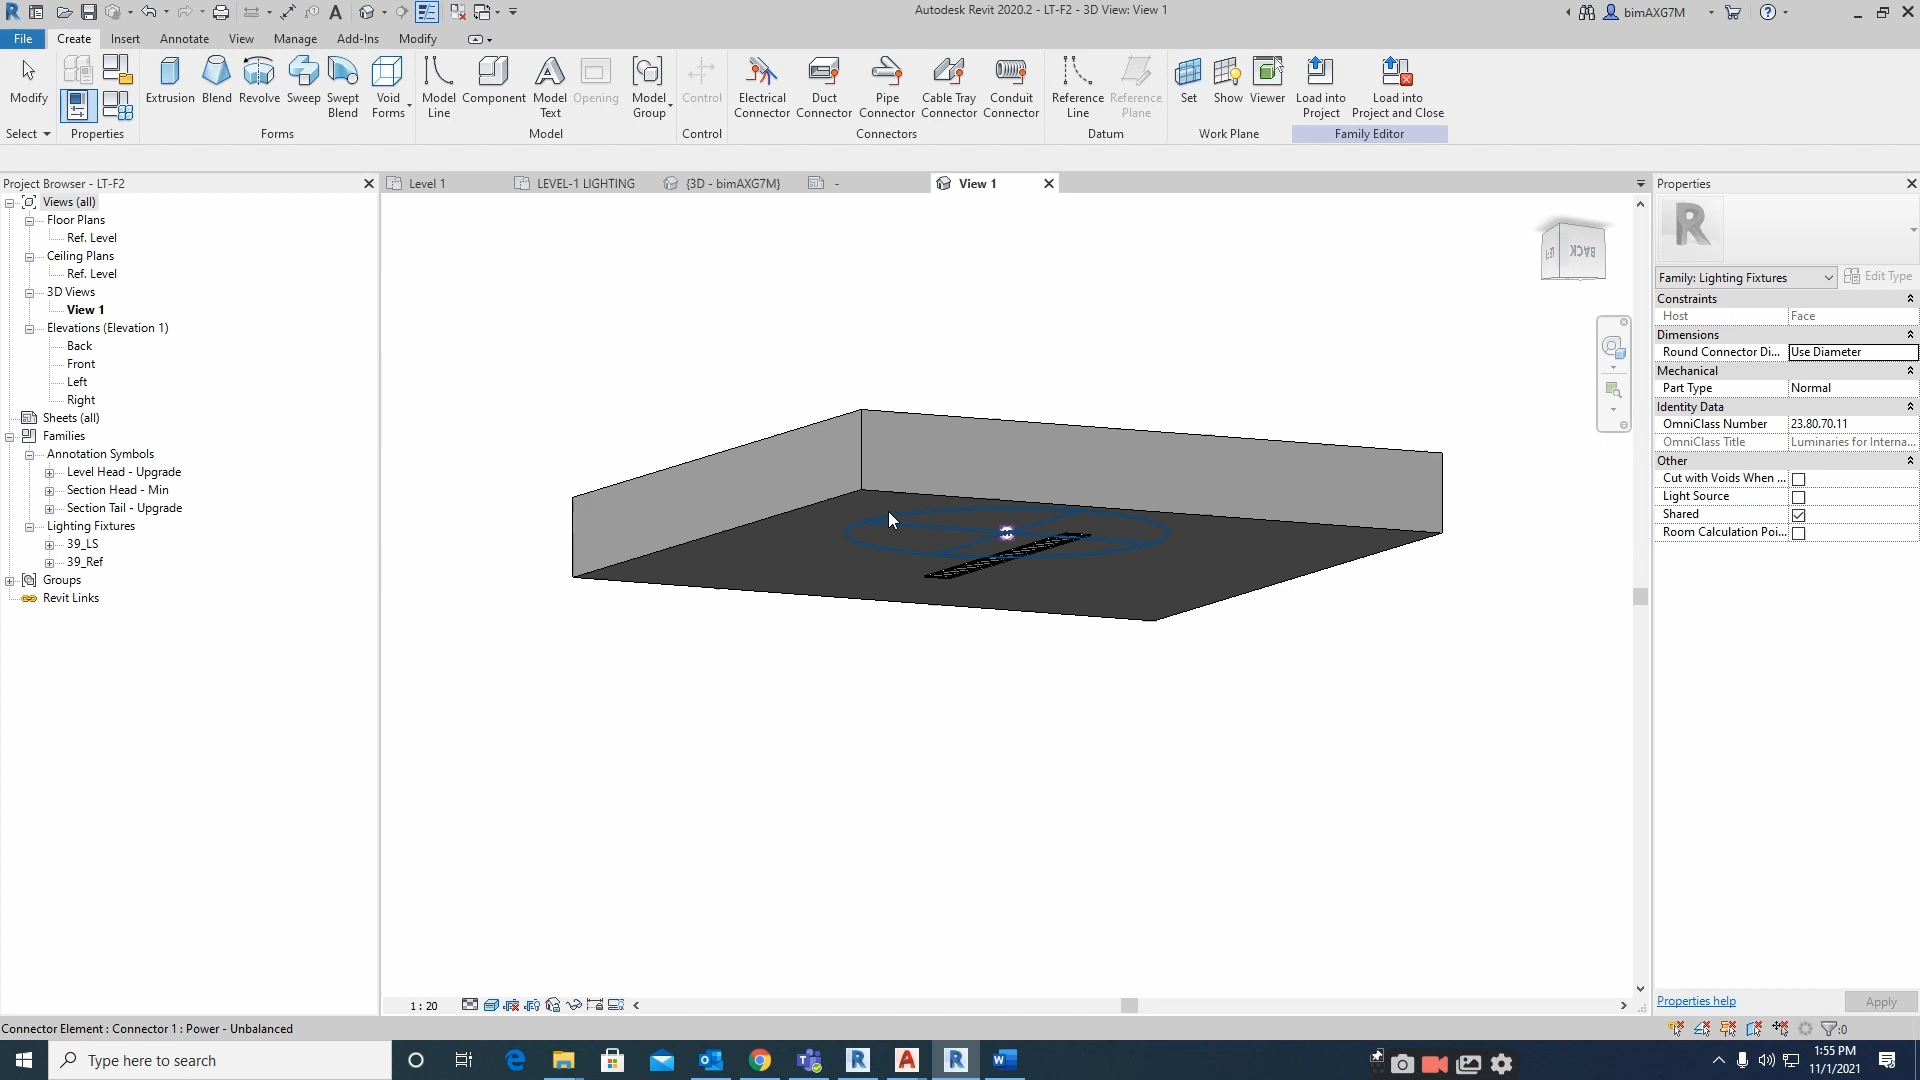 Autodesk Revit 2020.2 - LT-F2 - 3D View: View 1
bimAXG7M
File
Create
Insert
Annotate
View
Manage
Add-Ins
Modify
Modify
Extrusion
Blend
Revolve
Sweep
Swept
Blend
Void
Forms
Model
Line
Component
Model
Text
Opening
Model
Group
Control
Electrical
Connector
Duct
Connector
Pipe
Connector
Cable Tray
Connector
Conduit
Connector
Reference
Line
Reference
Plane
Set
Show
Viewer
Load into
Project
Load into
Project and Close
Select
Properties
Forms
Model
Control
Connectors
Datum
Work Plane
Family Editor
Project Browser - LT-F2
Views (all)
Floor Plans
Ref. Level
Ceiling Plans
Ref. Level
3D Views
View 1
Elevations (Elevation 1)
Back
Front
Left
Right
Sheets (all)
Families
Annotation Symbols
Level Head - Upgrade
Section Head - Min
Section Tail - Upgrade
Lighting Fixtures
39_LS
39_Ref
Groups
Revit Links
Level 1
LEVEL-1 LIGHTING
{3D - bimAXG7M}
-
View 1
BACK
1 : 20
Properties
Family: Lighting Fixtures
Edit Type
Constraints
Host
Face
Dimensions
Round Connector Di...
Use Diameter
Mechanical
Part Type
Normal
Identity Data
OmniClass Number
23.80.70.11
OmniClass Title
Luminaries for Interna...
Other
Cut with Voids When ...
Light Source
Shared
Room Calculation Poi...
Properties help
Apply
Connector Element : Connector 1 : Power - Unbalanced
:0
Type here to search
1:55 PM
11/1/2021